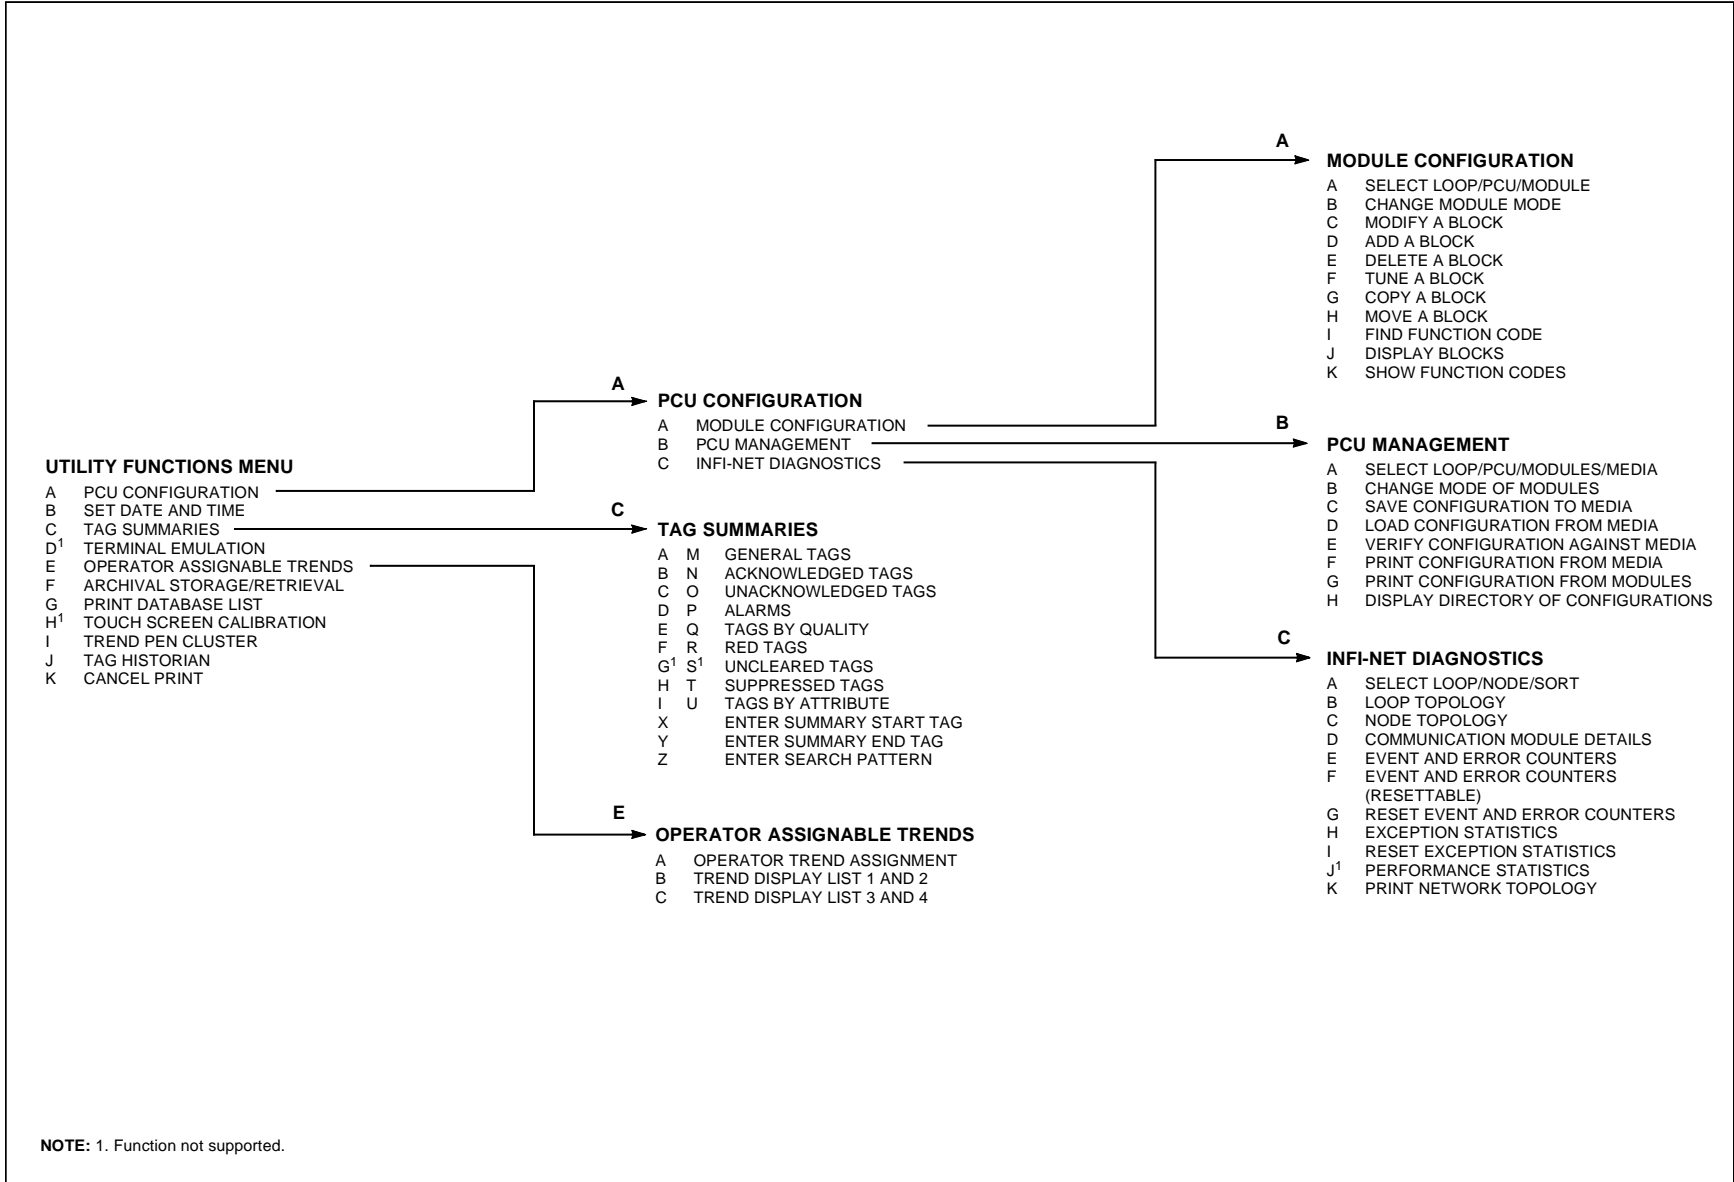 UTILITY FUNCTIONS MENU
A PCU CONFIGURATION
B SET DATE AND TIME
C TAG SUMMARIES
D1 TERMINAL EMULATION
E OPERATOR ASSIGNABLE TRENDS
F ARCHIVAL STORAGE/RETRIEVAL
G PRINT DATABASE LIST
H1 TOUCH SCREEN CALIBRATION
I TREND PEN CLUSTER
J TAG HISTORIAN
K CANCEL PRINT
A
PCU CONFIGURATION
A MODULE CONFIGURATION
B PCU MANAGEMENT
C INFI-NET DIAGNOSTICS
C
TAG SUMMARIES
A M GENERAL TAGS
B N ACKNOWLEDGED TAGS
C O UNACKNOWLEDGED TAGS
D P ALARMS
E Q TAGS BY QUALITY
F R RED TAGS
G1 S1 UNCLEARED TAGS
H T SUPPRESSED TAGS
I U TAGS BY ATTRIBUTE
X ENTER SUMMARY START TAG
Y ENTER SUMMARY END TAG
Z ENTER SEARCH PATTERN
E
OPERATOR ASSIGNABLE TRENDS
A OPERATOR TREND ASSIGNMENT
B TREND DISPLAY LIST 1 AND 2
C TREND DISPLAY LIST 3 AND 4
A
MODULE CONFIGURATION
A SELECT LOOP/PCU/MODULE
B CHANGE MODULE MODE
C MODIFY A BLOCK
D ADD A BLOCK
E DELETE A BLOCK
F TUNE A BLOCK
G COPY A BLOCK
H MOVE A BLOCK
I FIND FUNCTION CODE
J DISPLAY BLOCKS
K SHOW FUNCTION CODES
B
PCU MANAGEMENT
A SELECT LOOP/PCU/MODULES/MEDIA
B CHANGE MODE OF MODULES
C SAVE CONFIGURATION TO MEDIA
D LOAD CONFIGURATION FROM MEDIA
E VERIFY CONFIGURATION AGAINST MEDIA
F PRINT CONFIGURATION FROM MEDIA
G PRINT CONFIGURATION FROM MODULES
H DISPLAY DIRECTORY OF CONFIGURATIONS
C
INFI-NET DIAGNOSTICS
A SELECT LOOP/NODE/SORT
B LOOP TOPOLOGY
C NODE TOPOLOGY
D COMMUNICATION MODULE DETAILS
E EVENT AND ERROR COUNTERS
F EVENT AND ERROR COUNTERS
(RESETTABLE)
G RESET EVENT AND ERROR COUNTERS
H EXCEPTION STATISTICS
I RESET EXCEPTION STATISTICS
J1 PERFORMANCE STATISTICS
K PRINT NETWORK TOPOLOGY
NOTE: 1. Function not supported.